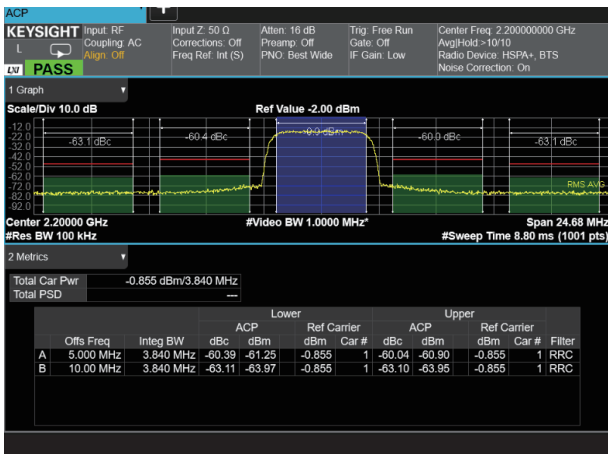 ACP
KEYSIGHT Input: RF Input Z: 50 Ω Atten: 16 dB Trig: Free Run Center Freq: 2.200000000 GHz
L Coupling: AC Corrections: Off Preamp: Off Gate: Off Avg|Hold:>10/10
Align: Off Freq Ref: Int (S) PNO: Best Wide IF Gain: Low Radio Device: HSPA+, BTS
LXI PASS Noise Correction: On
1 Graph
Scale/Div 10.0 dB Ref Value -2.00 dBm
-12.0
-22.0
-32.0
-42.0
-52.0
-62.0
-72.0
-82.0
-92.0
-63.1 dBc -60.4 dBc -60.0 dBc -63.1 dBc
RMS AVG
Center 2.20000 GHz #Video BW 1.0000 MHz* Span 24.68 MHz
#Res BW 100 kHz #Sweep Time 8.80 ms (1001 pts)
2 Metrics
Total Car Pwr -0.855 dBm/3.840 MHz
Total PSD ---
Lower Upper
ACP Ref Carrier ACP Ref Carrier
Offs Freq Integ BW dBc dBm dBm Car # dBc dBm dBm Car # Filter
A 5.000 MHz 3.840 MHz -60.39 -61.25 -0.855 1 -60.04 -60.90 -0.855 1 RRC
B 10.00 MHz 3.840 MHz -63.11 -63.97 -0.855 1 -63.10 -63.95 -0.855 1 RRC